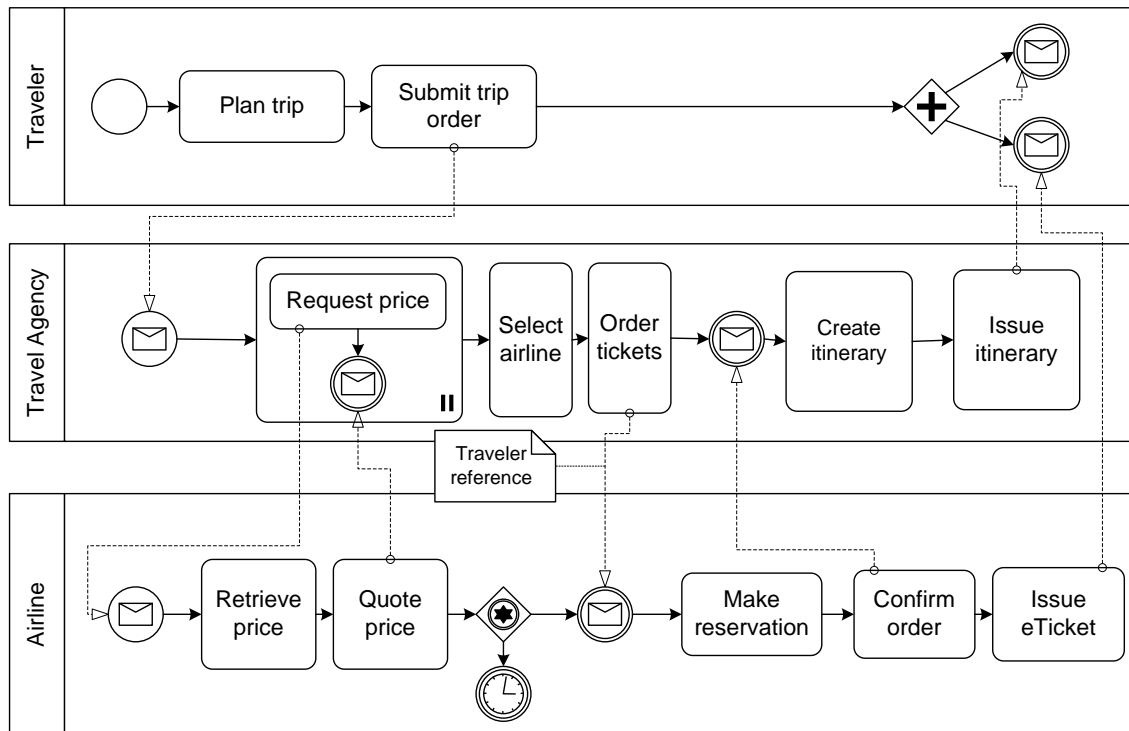 Traveler
Plan trip
Submit trip
order
Travel Agency
Request price
Select
airline
Order
tickets
Create
itinerary
Issue
itinerary
Traveler
reference
Airline
Retrieve
price
Quote
price
Make
reservation
Confirm
order
Issue
eTicket